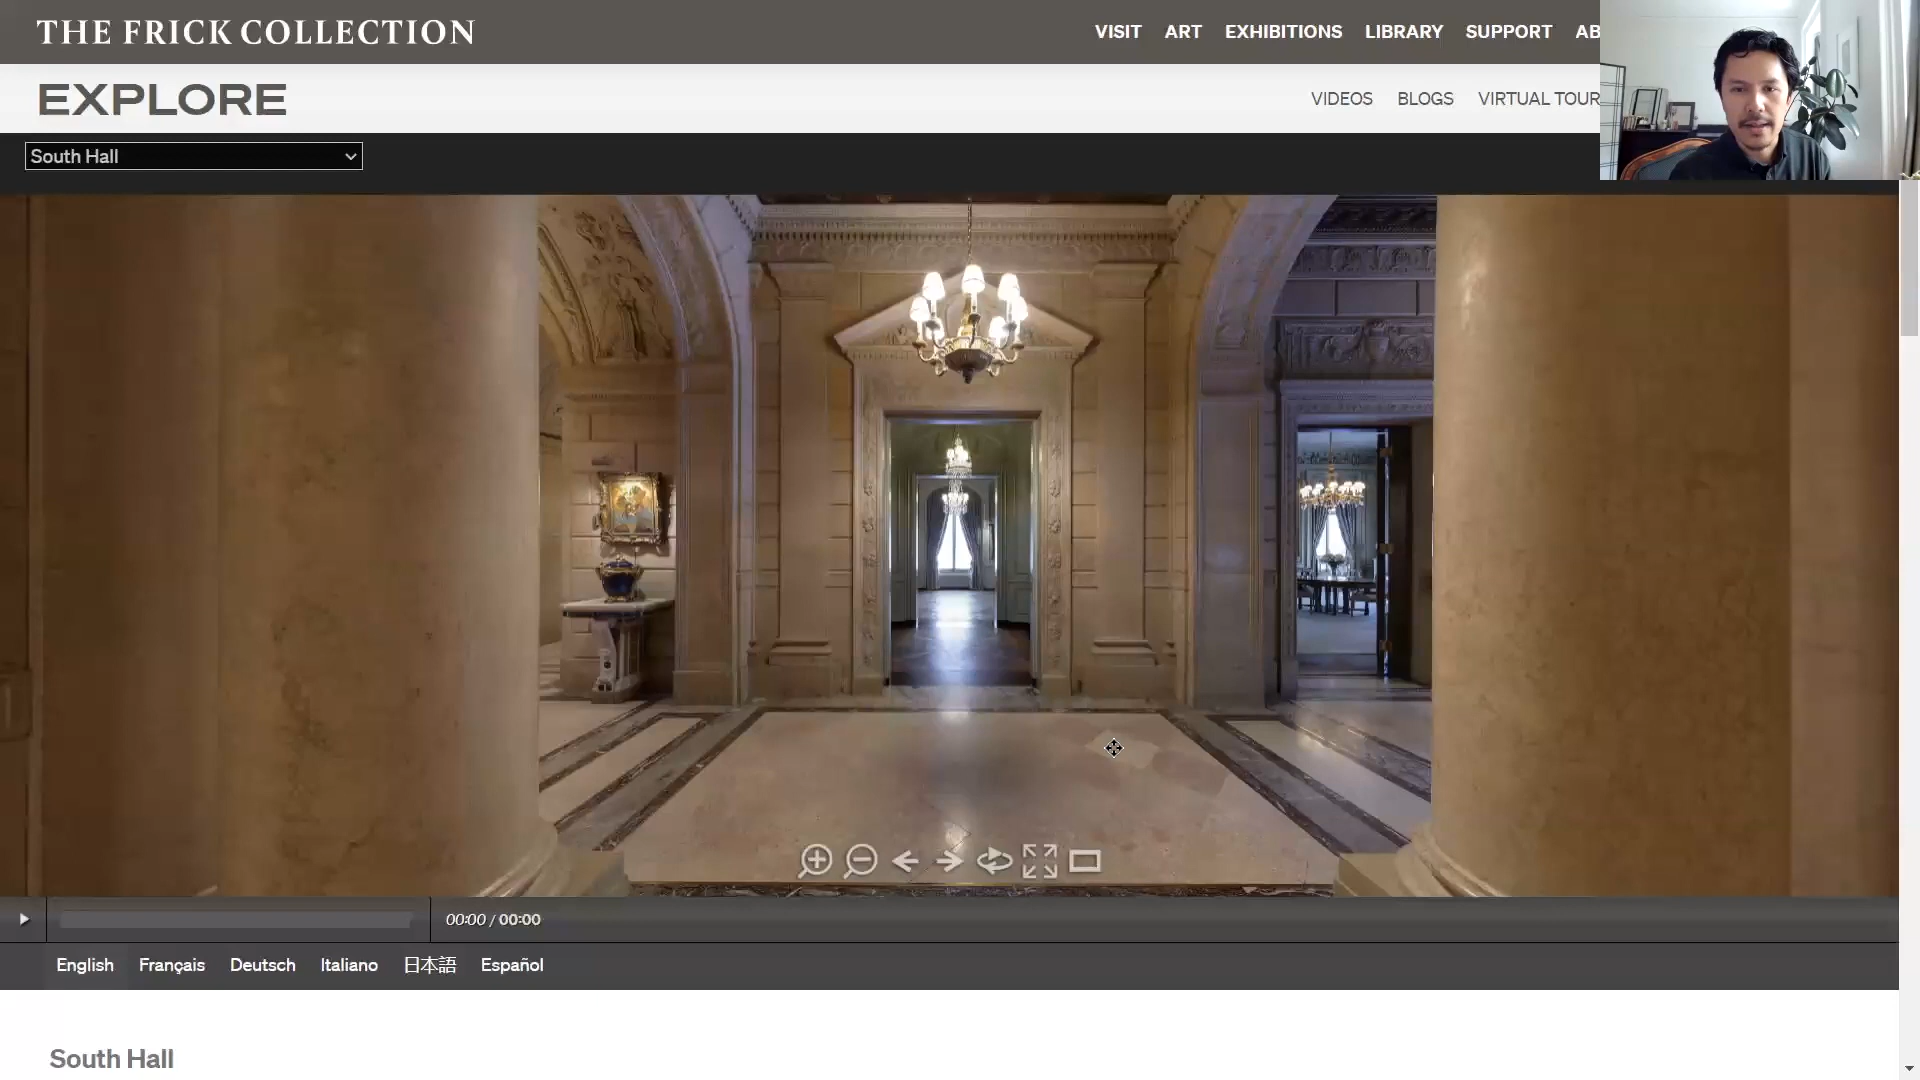 THE FRICK COLLECTION
VISIT ART EXHIBITIONS LIBRARY SUPPORT AB
EXPLORE
VIDEOS BLOGS VIRTUAL TOUR
South Hall
00:00 / 00:00
English Français Deutsch Italiano 日本語 Español
South Hall